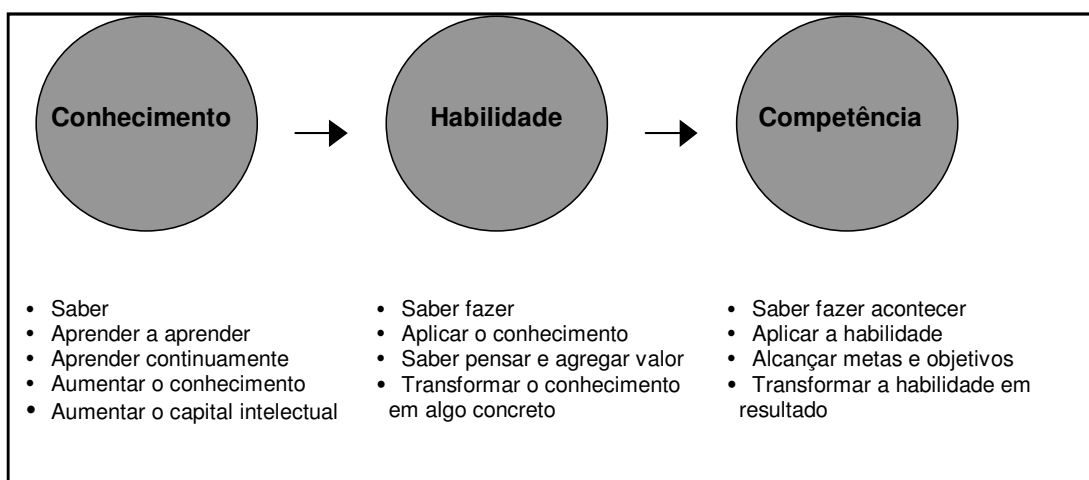 Conhecimento
Habilidade
Competência
• Saber
• Aprender a aprender
• Aprender continuamente
• Aumentar o conhecimento
• Aumentar o capital intelectual
• Saber fazer
• Aplicar o conhecimento
• Saber pensar e agregar valor
• Transformar o conhecimento
em algo concreto
• Saber fazer acontecer
• Aplicar a habilidade
• Alcançar metas e objetivos
• Transformar a habilidade em
resultado